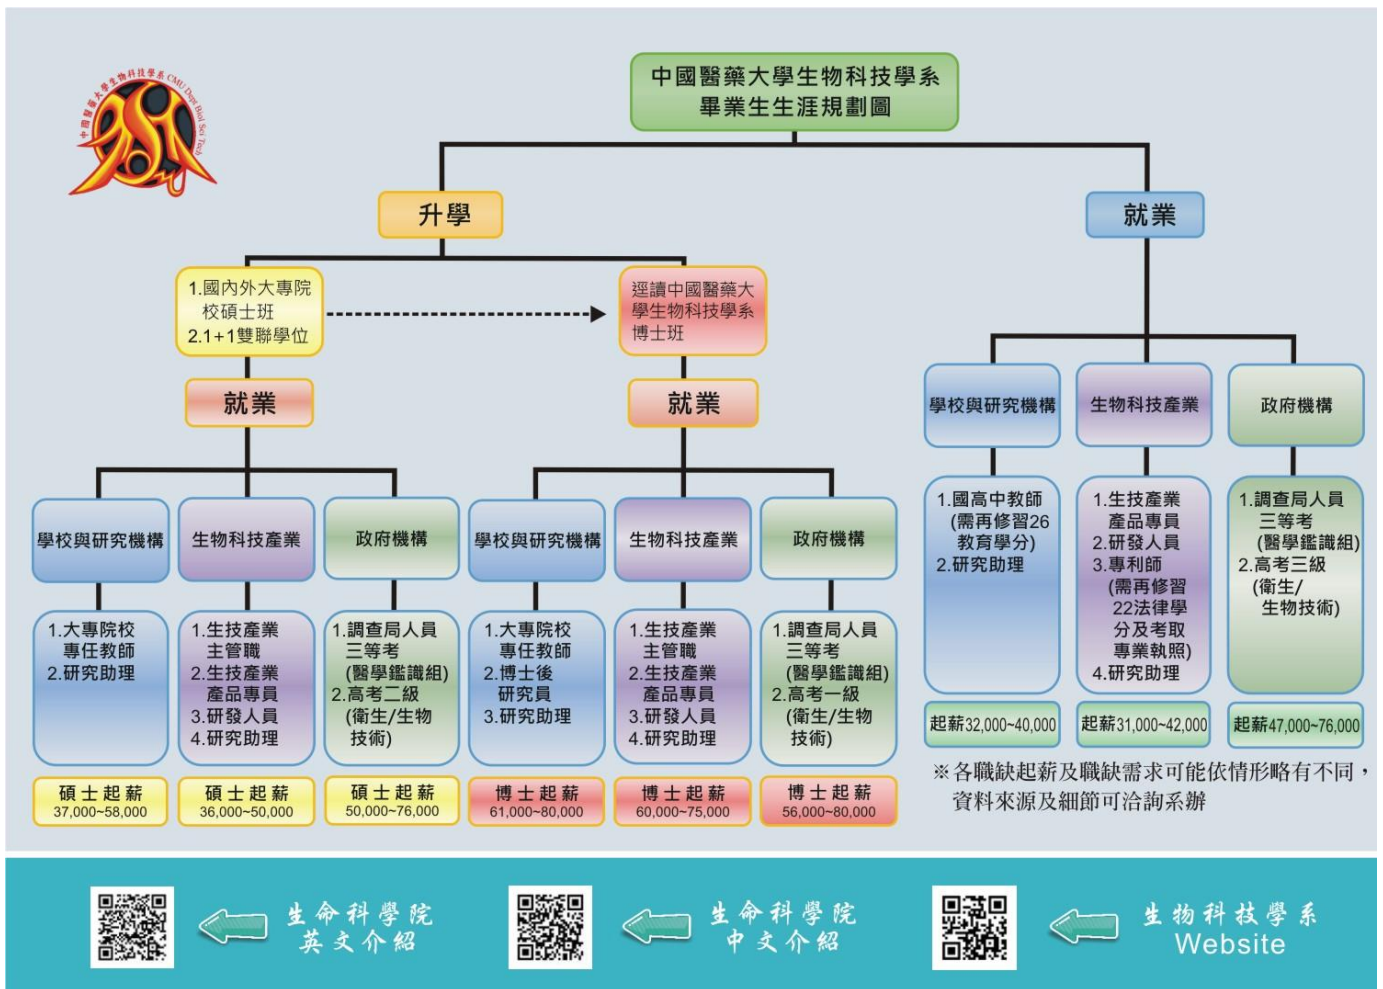 中國醫藥大學生物科技學系 CMU Dept Biol Sci Tech
中國醫藥大學生物科技學系
畢業生生涯規劃圖
升學
就業
1.國內外大專院
校碩士班
2.1+1雙聯學位
逕讀中國醫藥大
學生物科技學系
博士班
就業
就業
學校與研究機構
生物科技產業
政府機構
學校與研究機構
生物科技產業
政府機構
1.大專院校
專任教師
2.研究助理
1.生技產業
主管職
2.生技產業
產品專員
3.研發人員
4.研究助理
1.調查局人員
三等考
(醫學鑑識組)
2.高考二級
(衛生/生物
技術)
1.大專院校
專任教師
2.博士後
研究員
3.研究助理
1.生技產業
主管職
2.生技產業
產品專員
3.研發人員
4.研究助理
1.調查局人員
三等考
(醫學鑑識組)
2.高考一級
(衛生/生物
技術)
碩士起薪
37,000~58,000
碩士起薪
36,000~50,000
碩士起薪
50,000~76,000
博士起薪
61,000~80,000
博士起薪
60,000~75,000
博士起薪
56,000~80,000
學校與研究機構
生物科技產業
政府機構
1.國高中教師
(需再修習26
教育學分)
2.研究助理
1.生技產業
產品專員
2.研發人員
3.專利師
(需再修習
22法律學
分及考取
專業執照)
4.研究助理
1.調查局人員
三等考
(醫學鑑識組)
2.高考三級
(衛生/
生物技術)
起薪32,000~40,000
起薪31,000~42,000
起薪47,000~76,000
※各職缺起薪及職缺需求可能依情形略有不同，
資料來源及細節可洽詢系辦
生命科學院
英文介紹
生命科學院
中文介紹
生物科技學系
Website